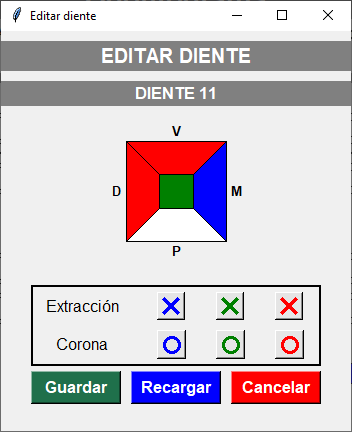 Editar diente
EDITAR DIENTE
DIENTE 11
V
D M
P
Extracción
Corona
Guardar Recargar Cancelar